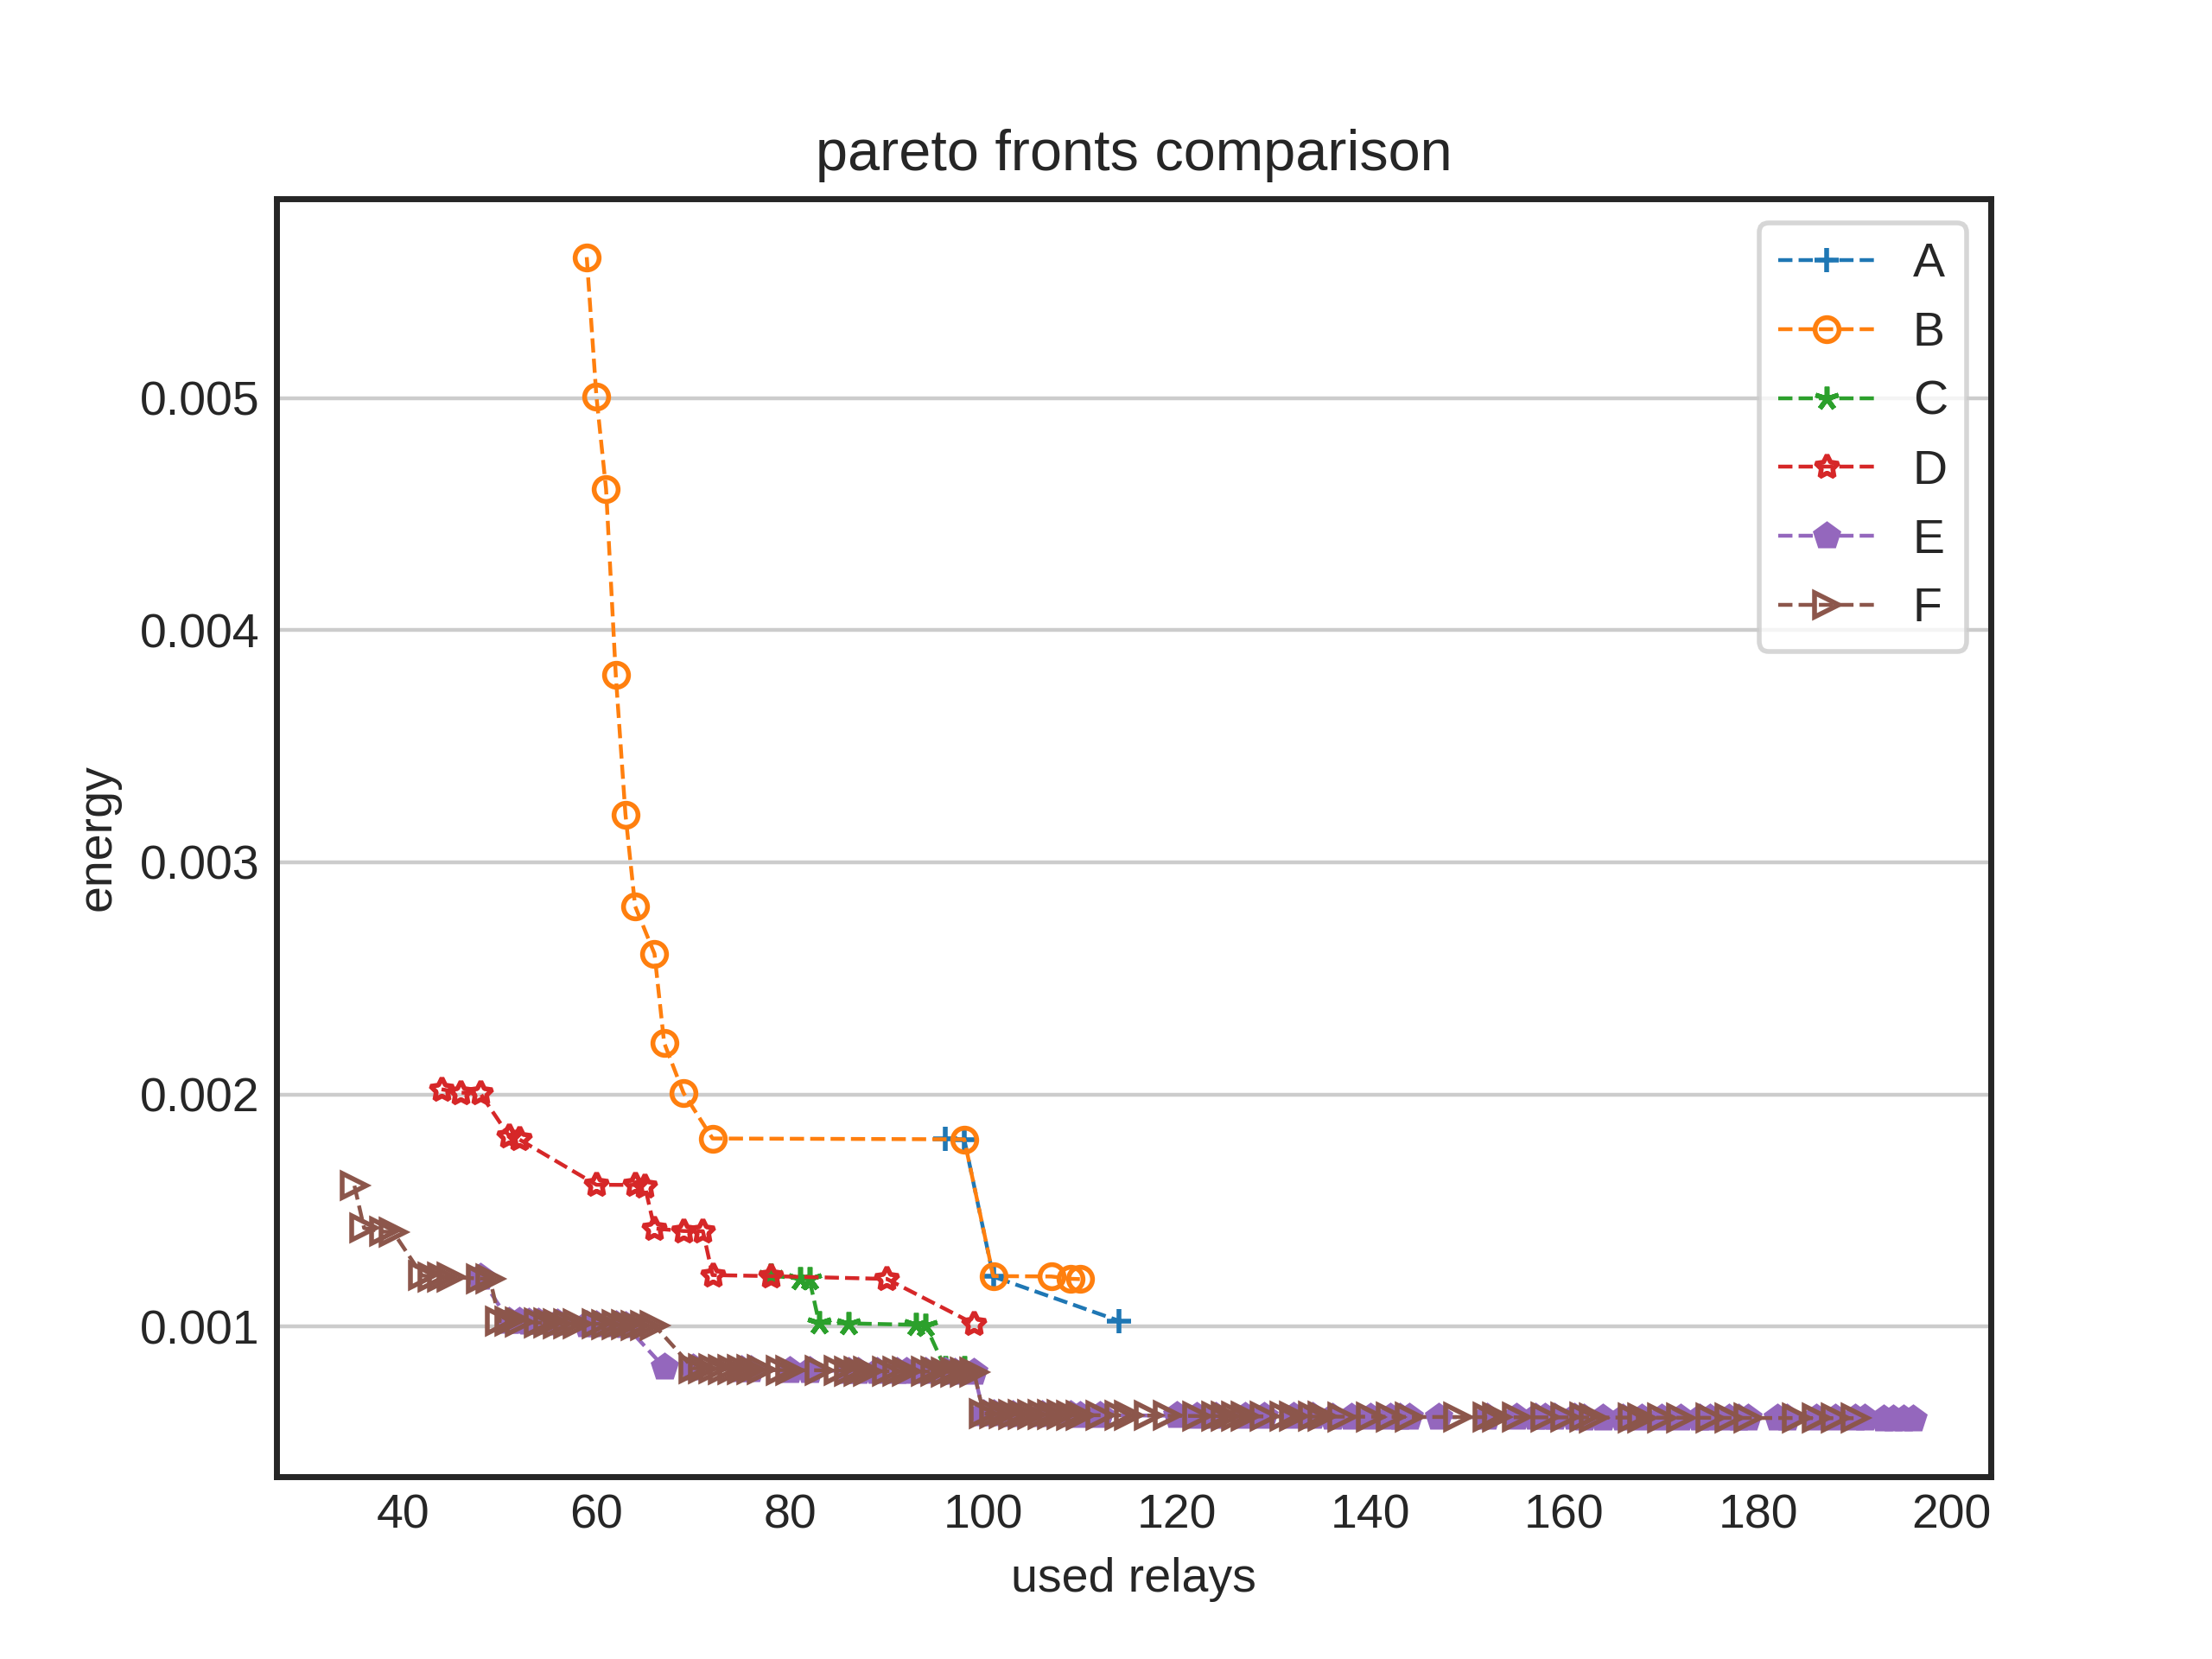 pareto fronts comparison
A
B
C
D
E
F
0.005
0.004
0.003
0.002
0.001
energy
40 60 80 100 120 140 160 180 200
used relays